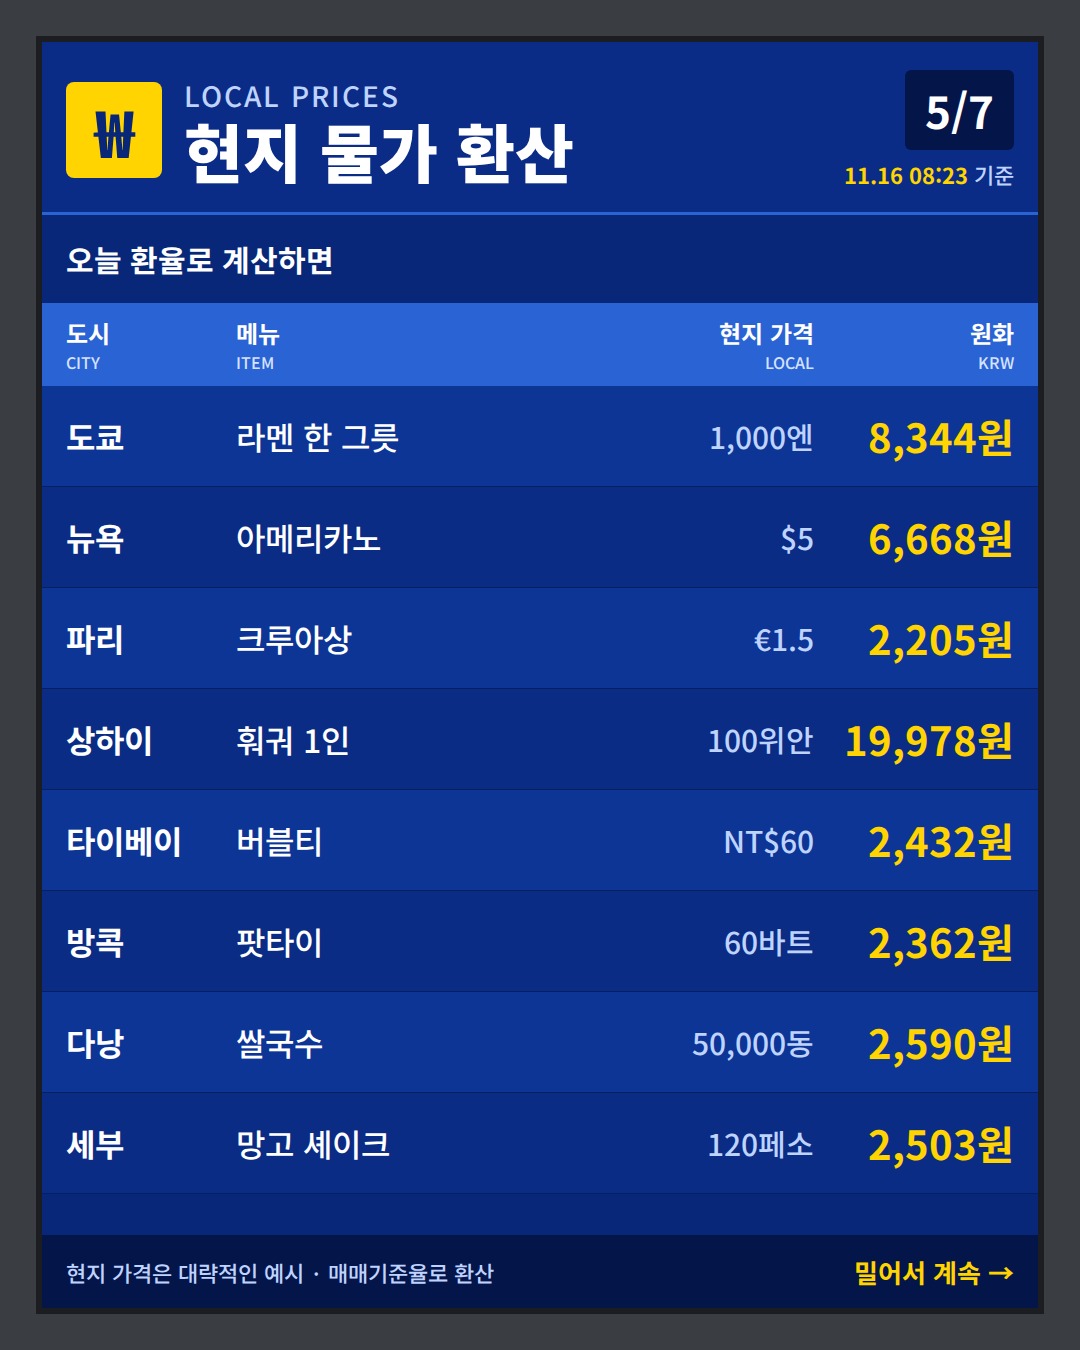 ₩
LOCAL PRICES
현지 물가 환산
5/7
11.16 08:23 기준
오늘 환율로 계산하면
도시 메뉴 현지 가격 원화
CITY ITEM LOCAL KRW
도쿄 라멘 한 그릇 1,000엔 8,344원
뉴욕 아메리카노 $5 6,668원
파리 크루아상 €1.5 2,205원
상하이 훠궈 1인 100위안 19,978원
타이베이 버블티 NT$60 2,432원
방콕 팟타이 60바트 2,362원
다낭 쌀국수 50,000동 2,590원
세부 망고 셰이크 120페소 2,503원
현지 가격은 대략적인 예시 · 매매기준율로 환산
밀어서 계속 →